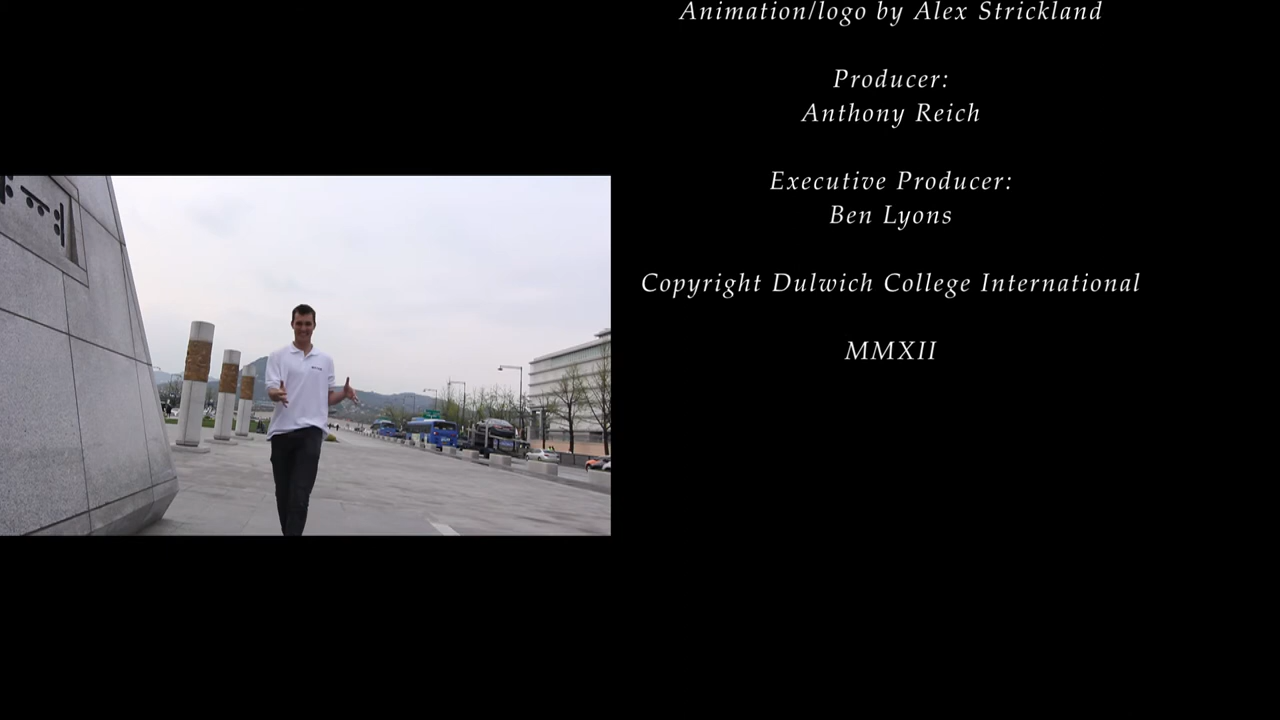 Animation/logo by Alex Strickland
Producer:
Anthony Reich
Executive Producer:
Ben Lyons
Copyright Dulwich College International
MMXII